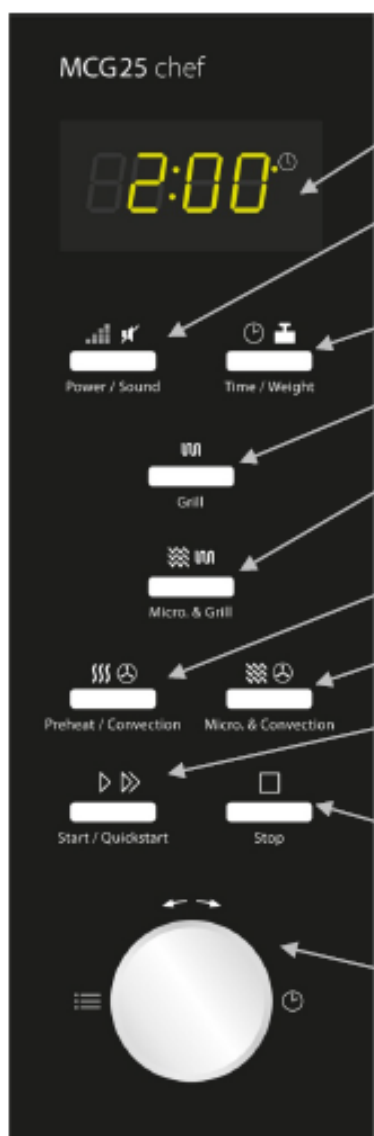 MCG25 chef
2:00
Power / Sound
Time / Weight
Grill
Micro. & Grill
Preheat / Convection
Micro. & Convection
Start / Quickstart
Stop